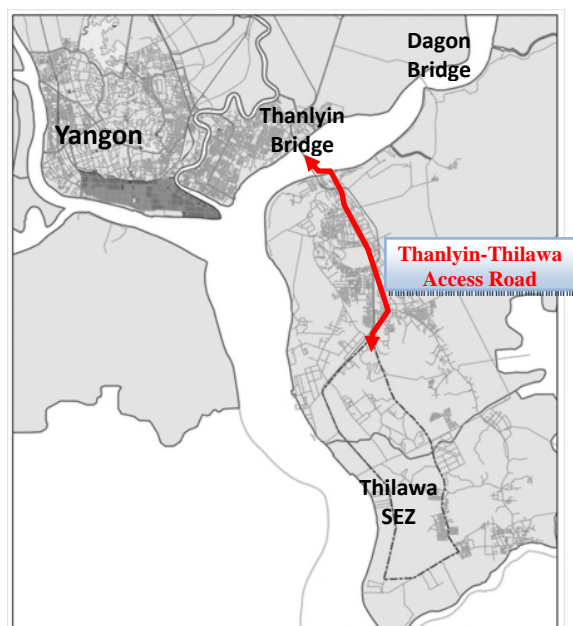 Dagon
Bridge
Thanlyin
Bridge
Yangon
Thanlyin-Thilawa
Access Road
Thilawa
SEZ